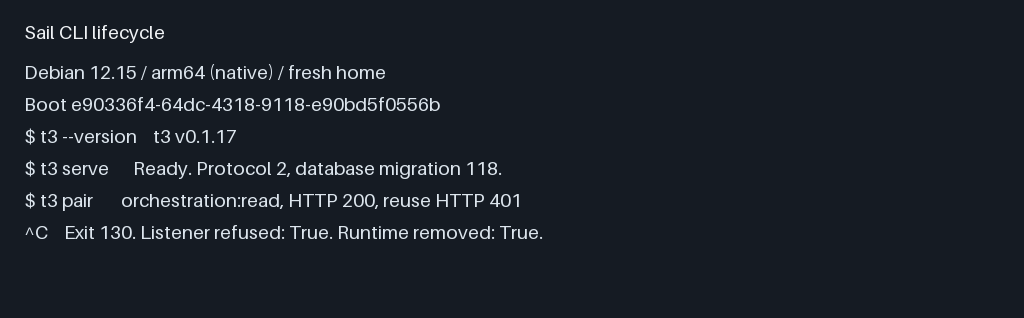 Sail CLI lifecycle
Debian 12.15 / arm64 (native) / fresh home
Boot e90336f4-64dc-4318-9118-e90bd5f0556b
$ t3 --version    t3 v0.1.17
$ t3 serve    Ready. Protocol 2, database migration 118.
$ t3 pair    orchestration:read, HTTP 200, reuse HTTP 401
^C    Exit 130. Listener refused: True. Runtime removed: True.